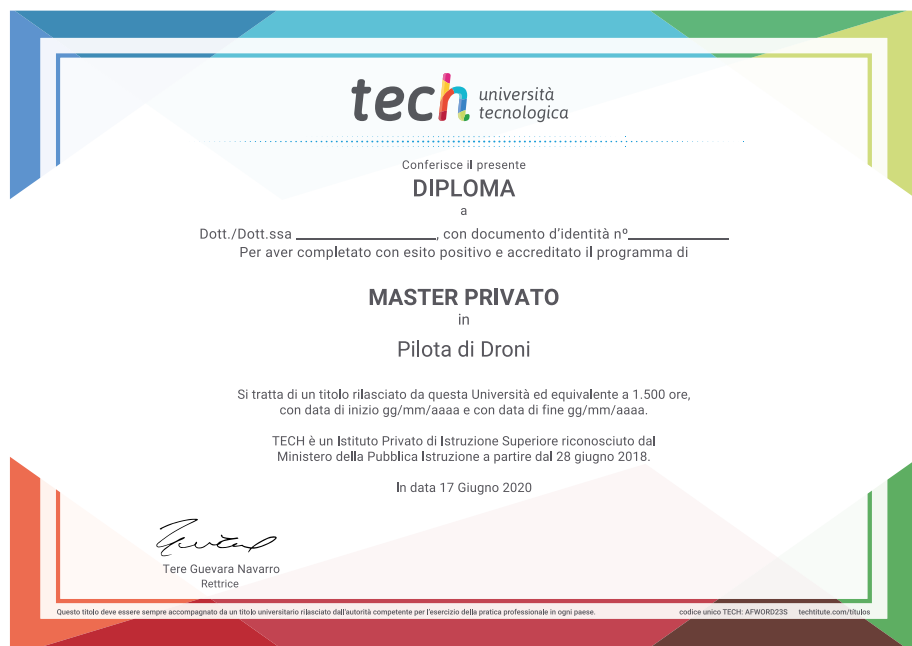 tech università
tecnologica
Conferisce il presente
DIPLOMA
a
Dott./Dott.ssa ________________, con documento d'identità nº____________
Per aver completato con esito positivo e accreditato il programma di
MASTER PRIVATO
in
Pilota di Droni
Si tratta di un titolo rilasciato da questa Università ed equivalente a 1.500 ore,
con data di inizio gg/mm/aaaa e con data di fine gg/mm/aaaa.
TECH è un Istituto Privato di Istruzione Superiore riconosciuto dal
Ministero della Pubblica Istruzione a partire dal 28 giugno 2018.
In data 17 Giugno 2020
Tere Guevara Navarro
Rettrice
Questo titolo deve essere sempre accompagnato da un titolo universitario rilasciato dall'autorità competente per l'esercizio della pratica professionale in ogni paese. codice unico TECH: AFWORD23S techtitute.com/titulos